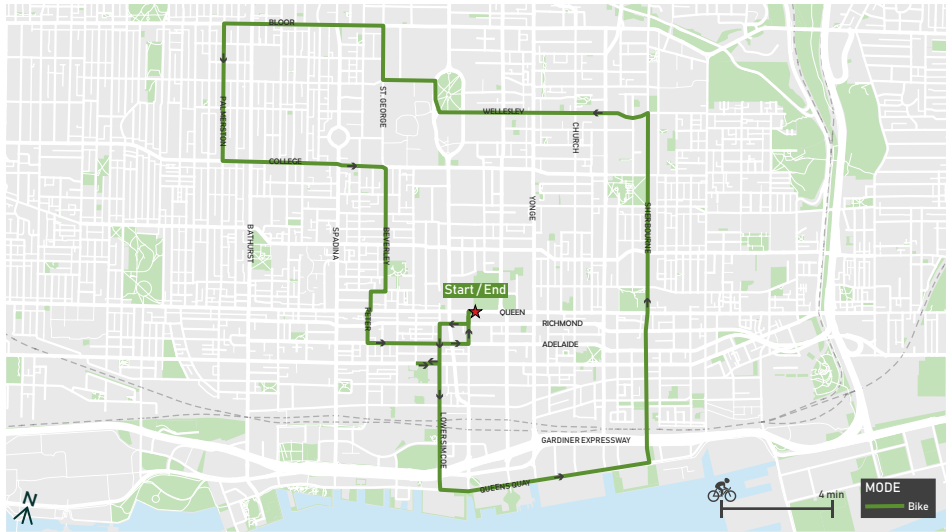 BLOOR
PALMERSTON
ST. GEORGE
WELLESLEY
CHURCH
COLLEGE
YONGE
SHERBOURNE
BATHURST
SPADINA
BEVERLEY
Start / End
QUEEN
PETER
RICHMOND
ADELAIDE
LOWER SIMCOE
GARDINER EXPRESSWAY
QUEENS QUAY
MODE
4 min
Bike